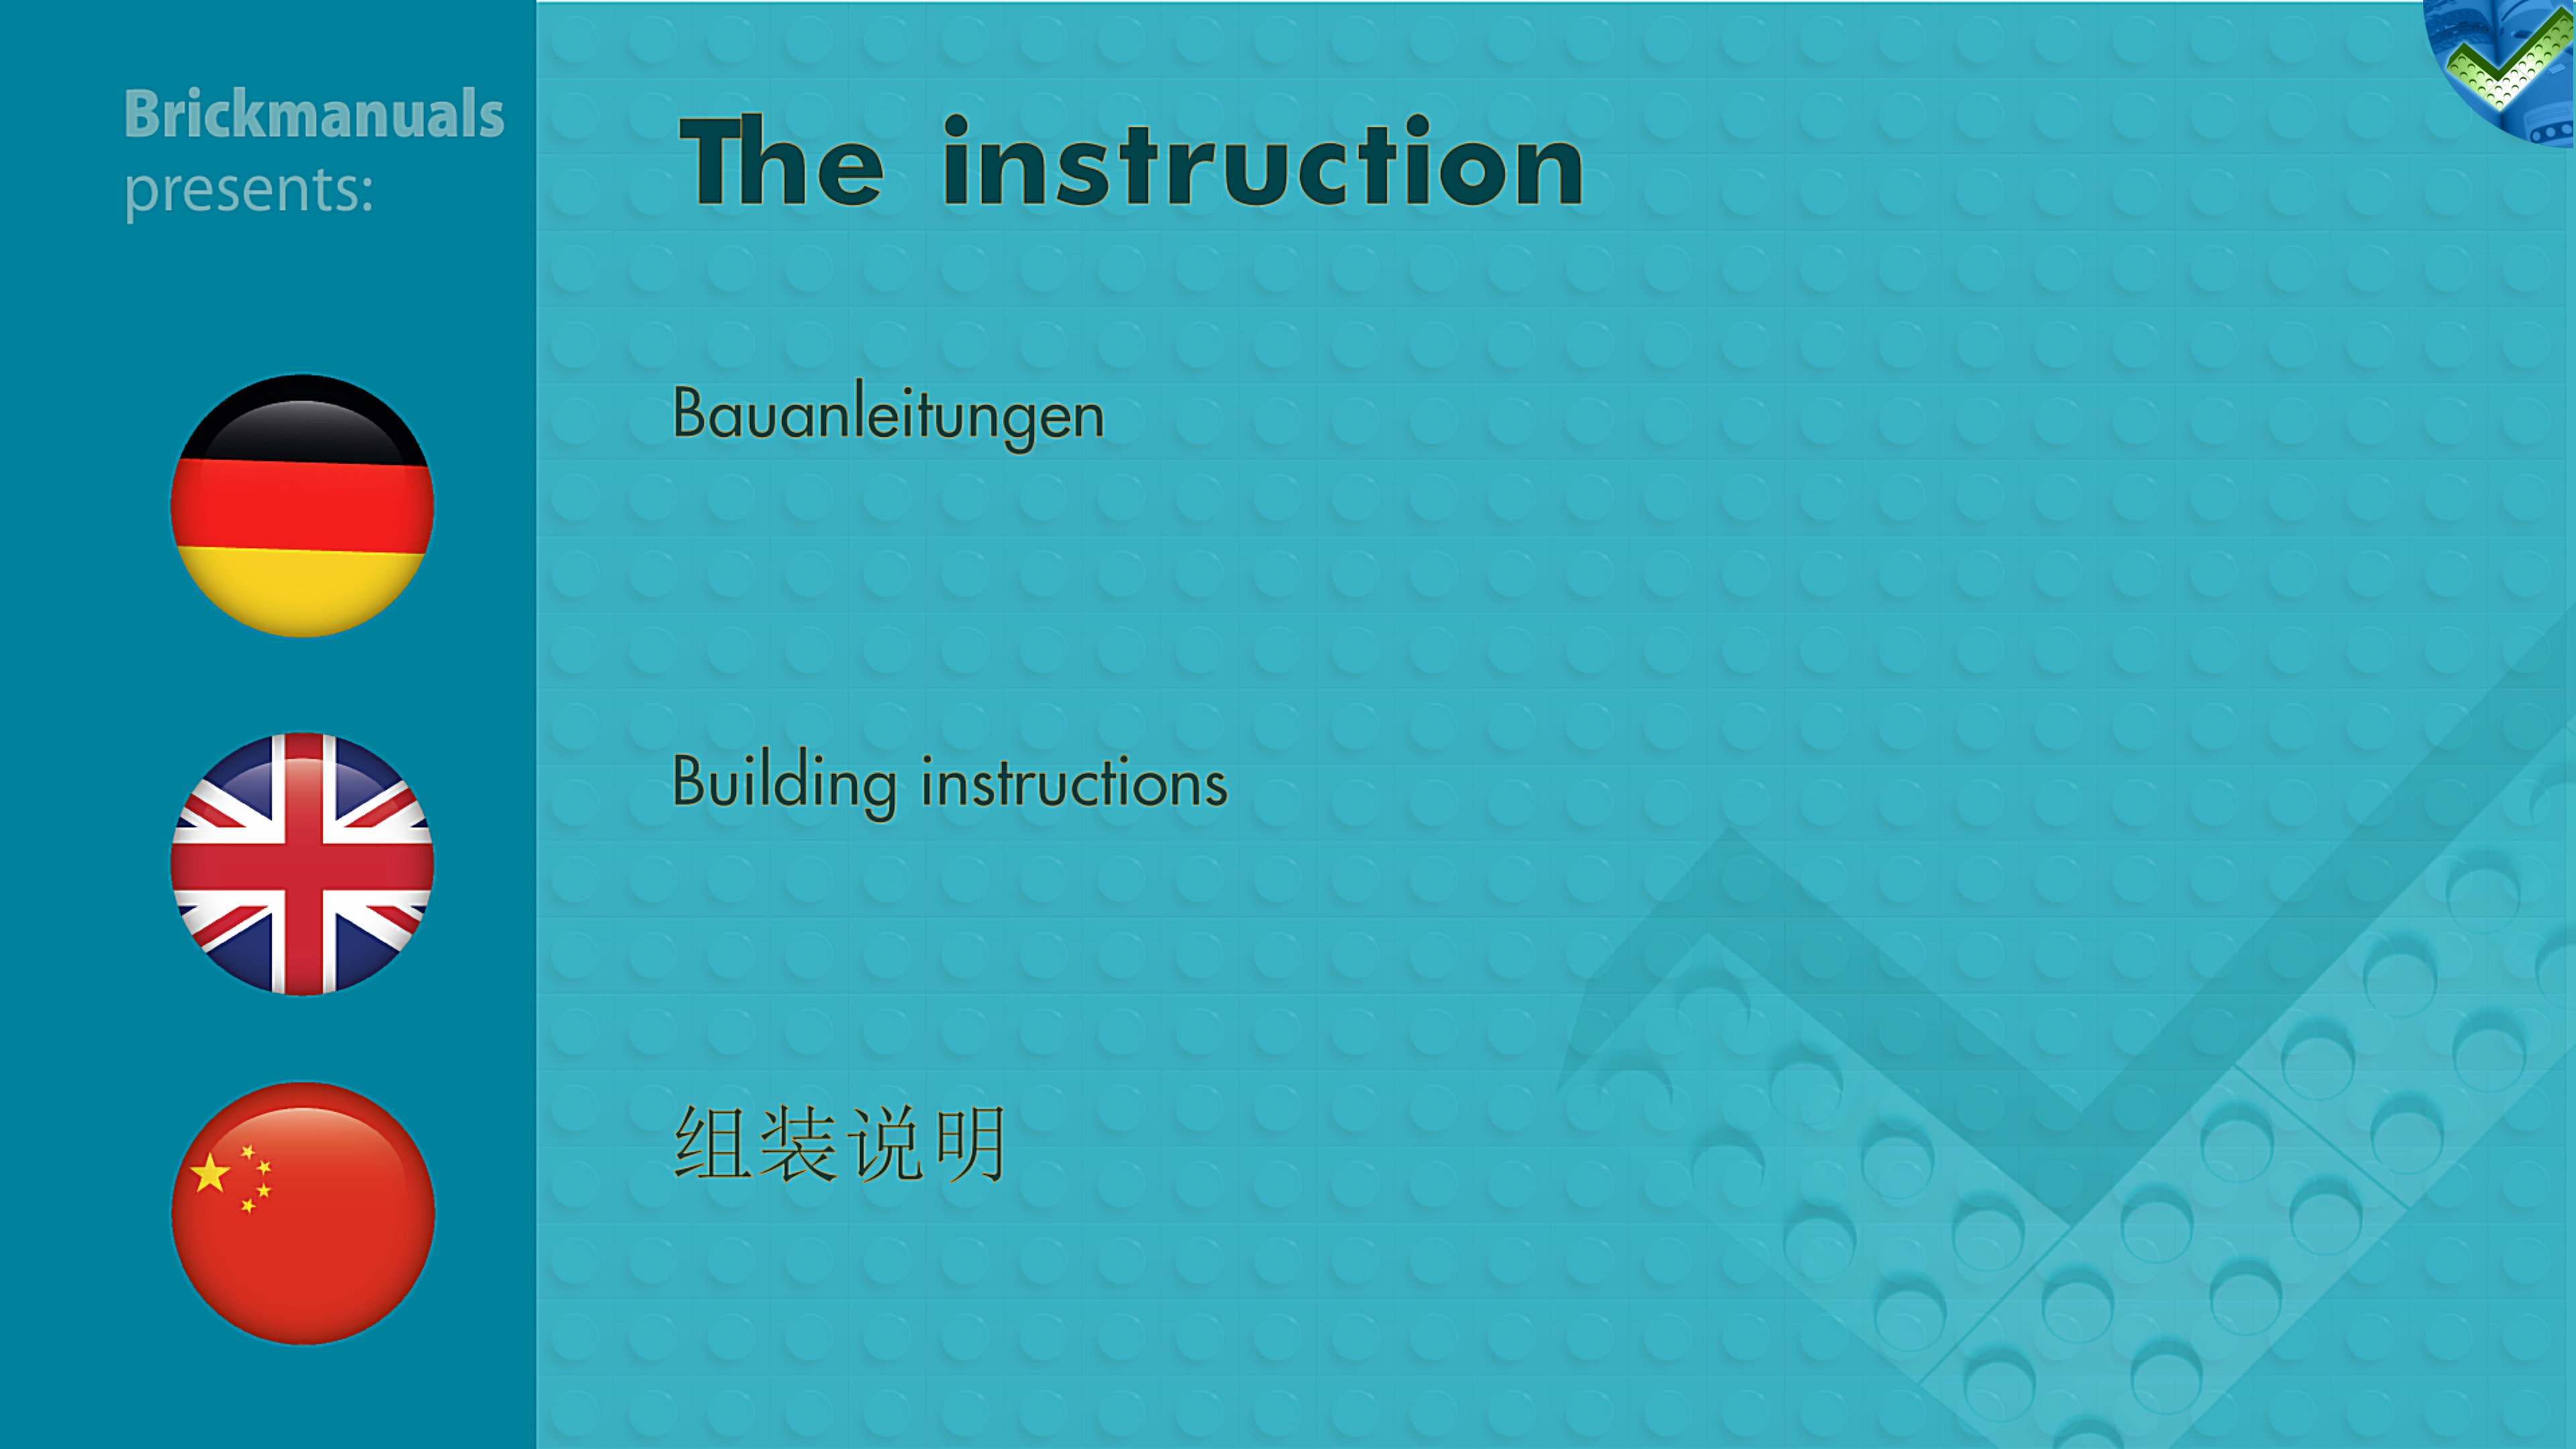 Brickmanuals
presents:
The instruction
Bauanleitungen
Building instructions
组装说明